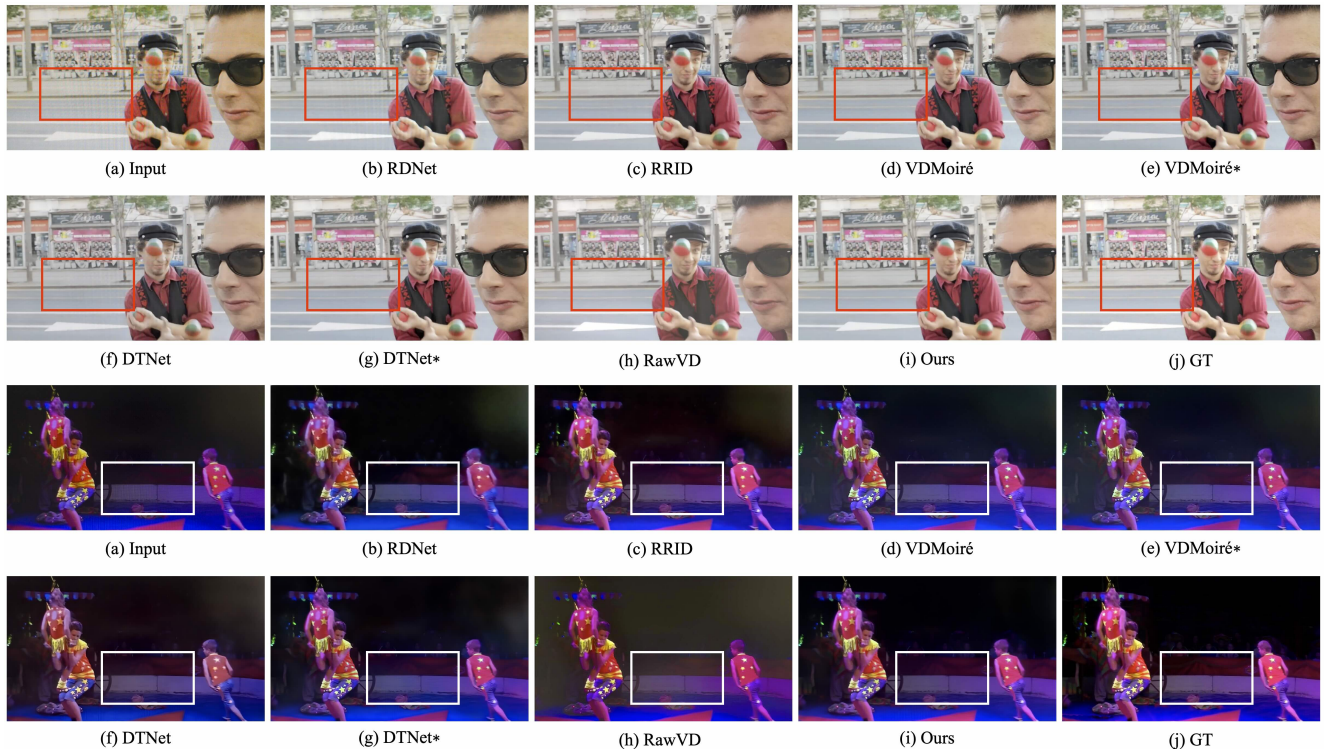 (a) Input
(b) RDNet
(c) RRID
(d) VDMoiré
(e) VDMoiré*
(f) DTNet
(g) DTNet*
(h) RawVD
(i) Ours
(j) GT
(a) Input
(b) RDNet
(c) RRID
(d) VDMoiré
(e) VDMoiré*
(f) DTNet
(g) DTNet*
(h) RawVD
(i) Ours
(j) GT